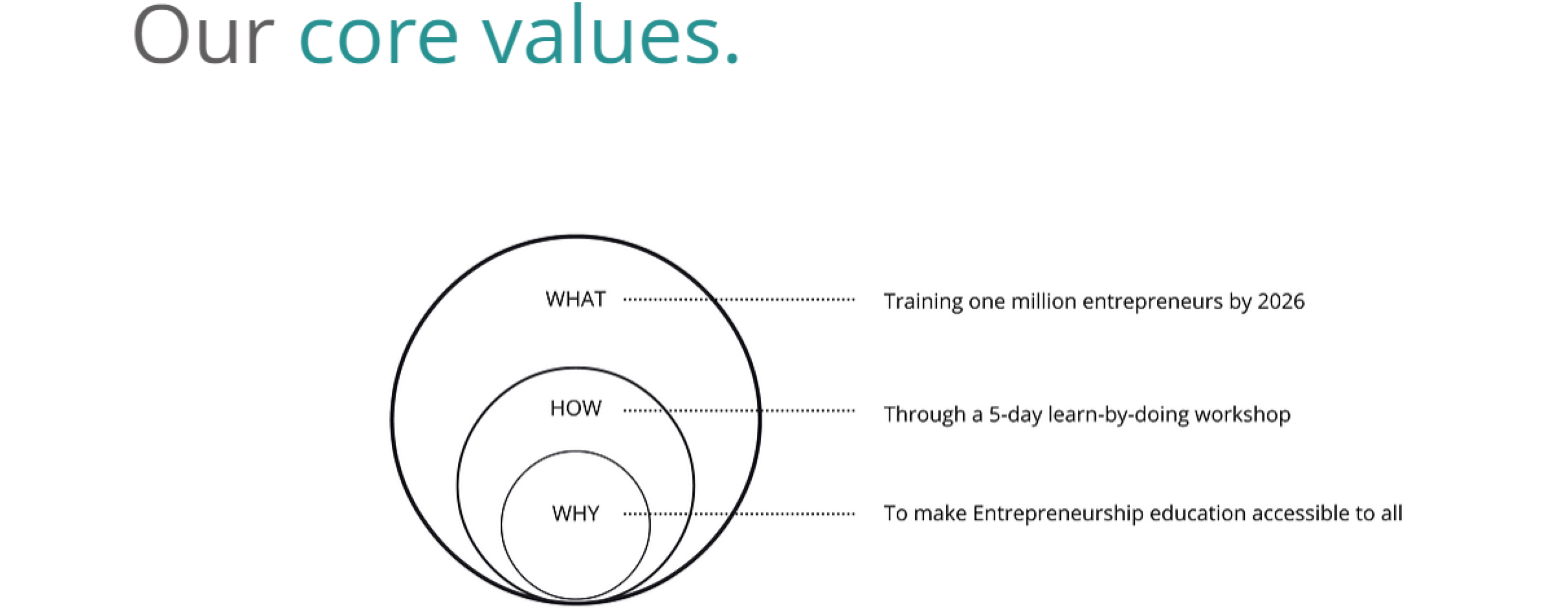 Our core values.
WHAT Training one million entrepreneurs by 2026
HOW Through a 5-day learn-by-doing workshop
WHY To make Entrepreneurship education accessible to all